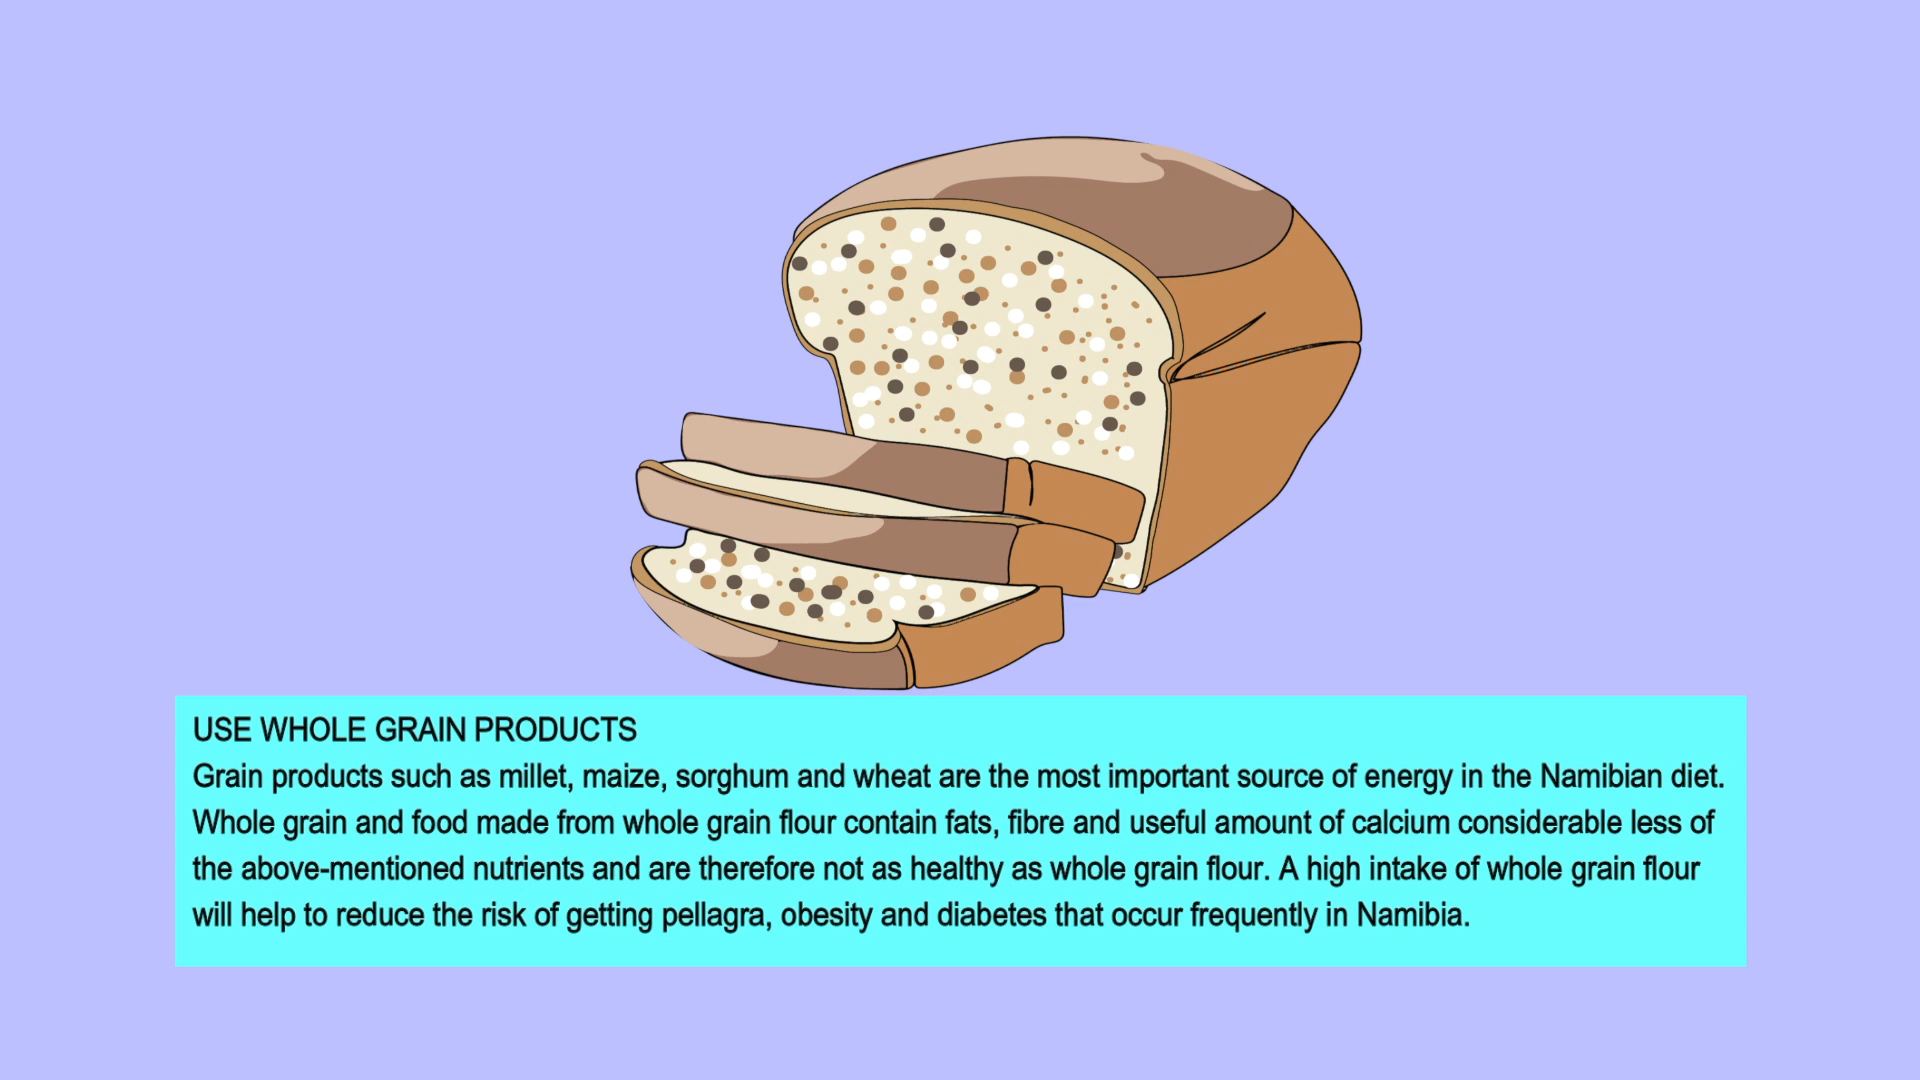 USE WHOLE GRAIN PRODUCTS
Grain products such as millet, maize, sorghum and wheat are the most important source of energy in the Namibian diet.
Whole grain and food made from whole grain flour contain fats, fibre and useful amount of calcium considerable less of
the above-mentioned nutrients and are therefore not as healthy as whole grain flour. A high intake of whole grain flour
will help to reduce the risk of getting pellagra, obesity and diabetes that occur frequently in Namibia.